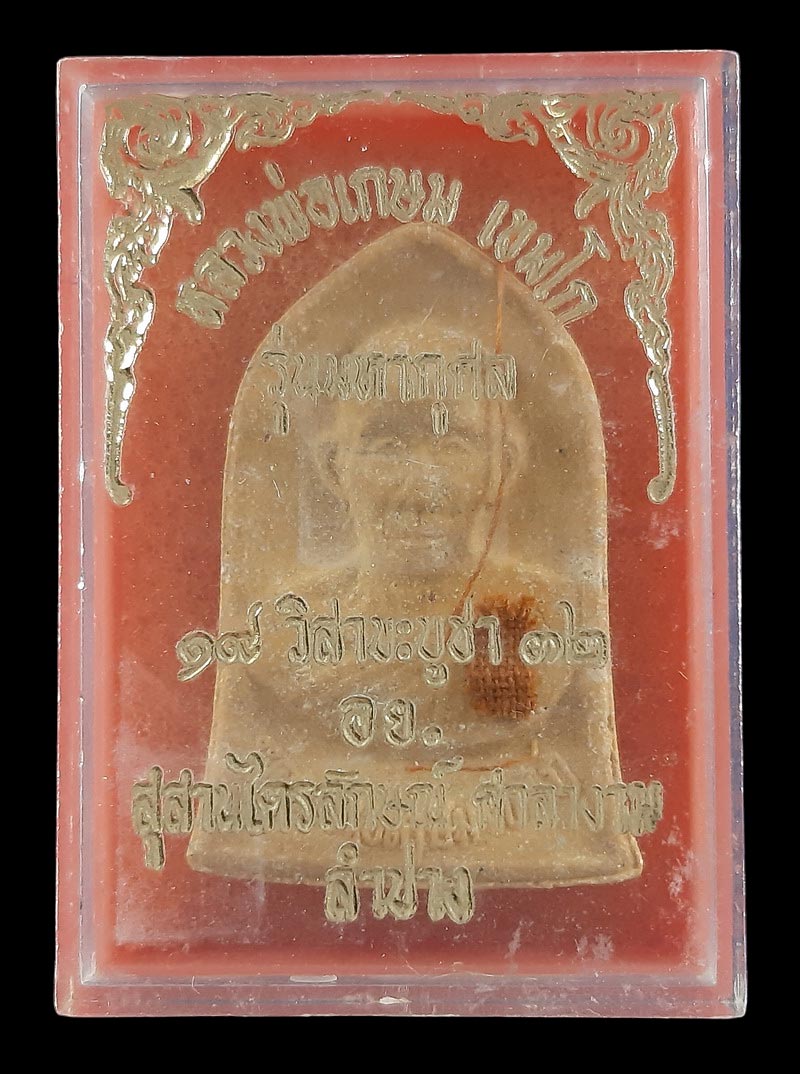 หลวงพ่อเกษม เขมโก
รุ่นมหากุศล
๑๙ วิสาขะบูชา ๓๒
อย.
สุสานไตรลักษณ์ ศาลางาม
ลำปาง